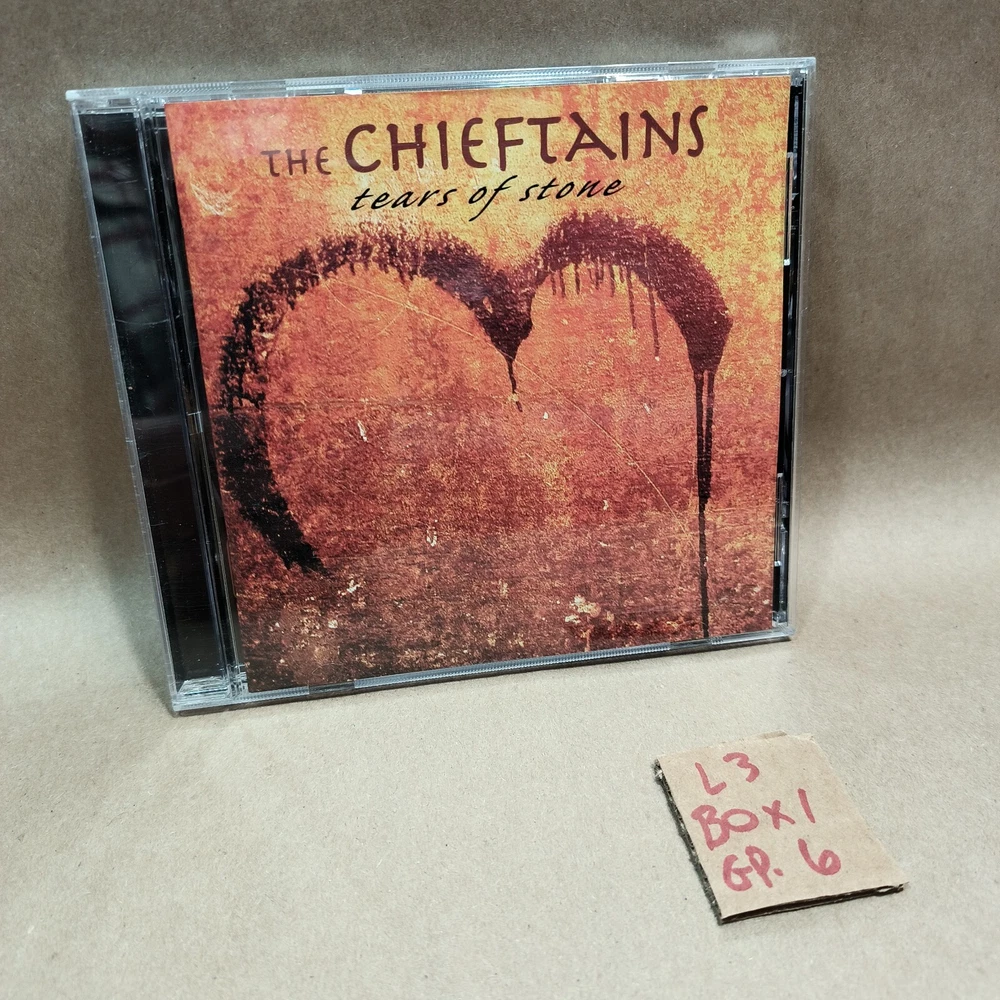 THE CHIEFTAINS
tears of stone
L3
BOX1
GP. 6